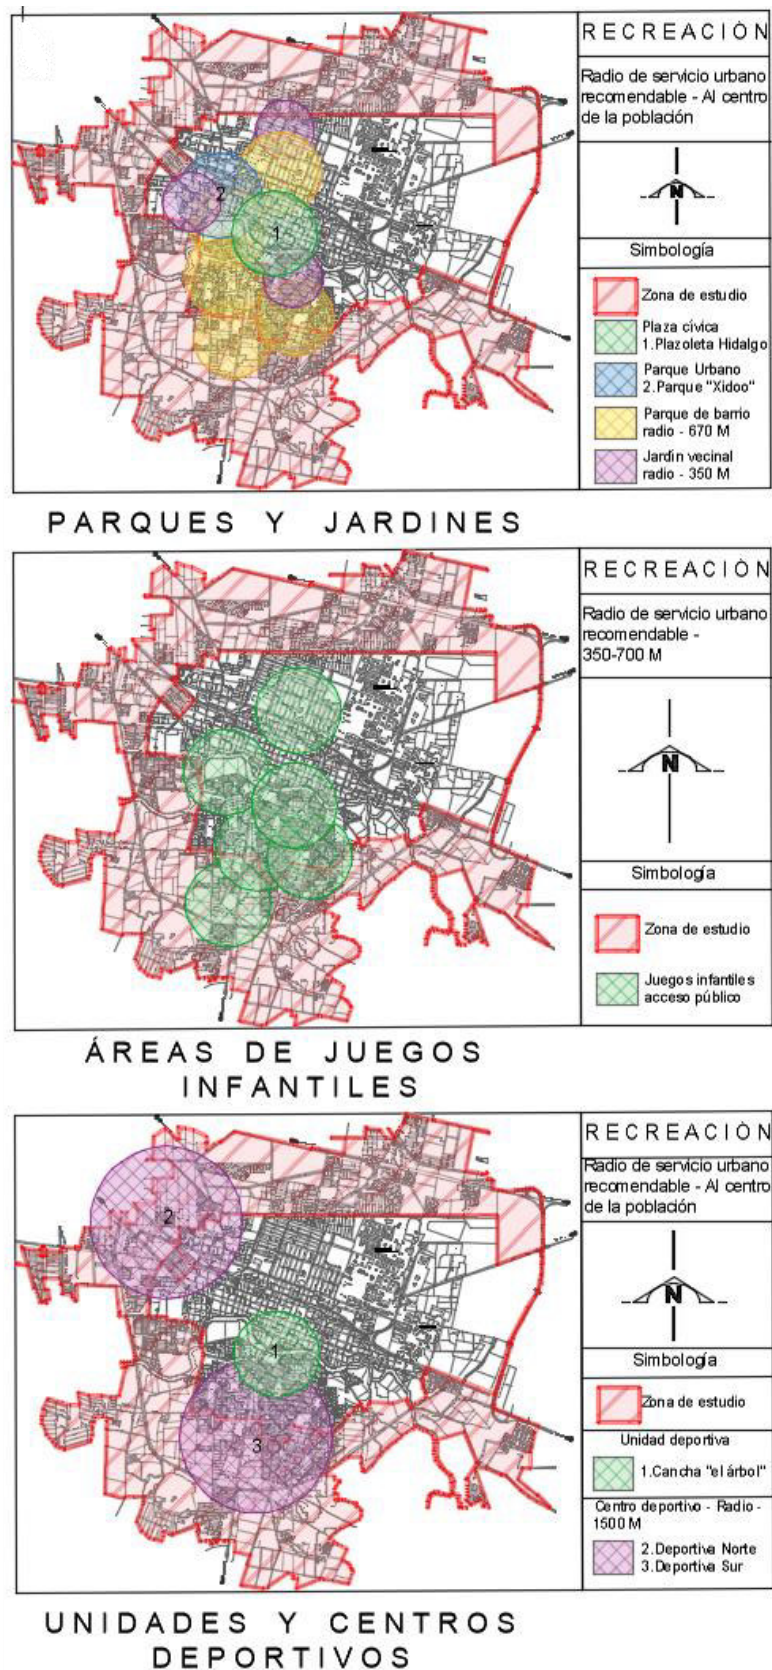 RECREACIÓN
Radio de servicio urbano
recomendable - Al centro
de la población
N
Simbología
Zona de estudio
Plaza cívica
1.Plazoleta Hidalgo
Parque Urbano
2.Parque "Xidoo"
Parque de barrio
radio - 670 M
Jardin vecinal
radio - 350 M
2
1
PARQUES Y JARDINES
RECREACIÓN
Radio de servicio urbano
recomendable -
350-700 M
N
Simbología
Zona de estudio
Juegos infantiles
acceso público
ÁREAS DE JUEGOS
INFANTILES
RECREACIÓN
Radio de servicio urbano
recomendable - Al centro
de la población
N
Simbología
Zona de estudio
Unidad deportiva
1.Cancha "el árbol"
Centro deportivo - Radio -
1500 M
2.Deportiva Norte
3.Deportiva Sur
2
1
3
UNIDADES Y CENTROS
DEPORTIVOS